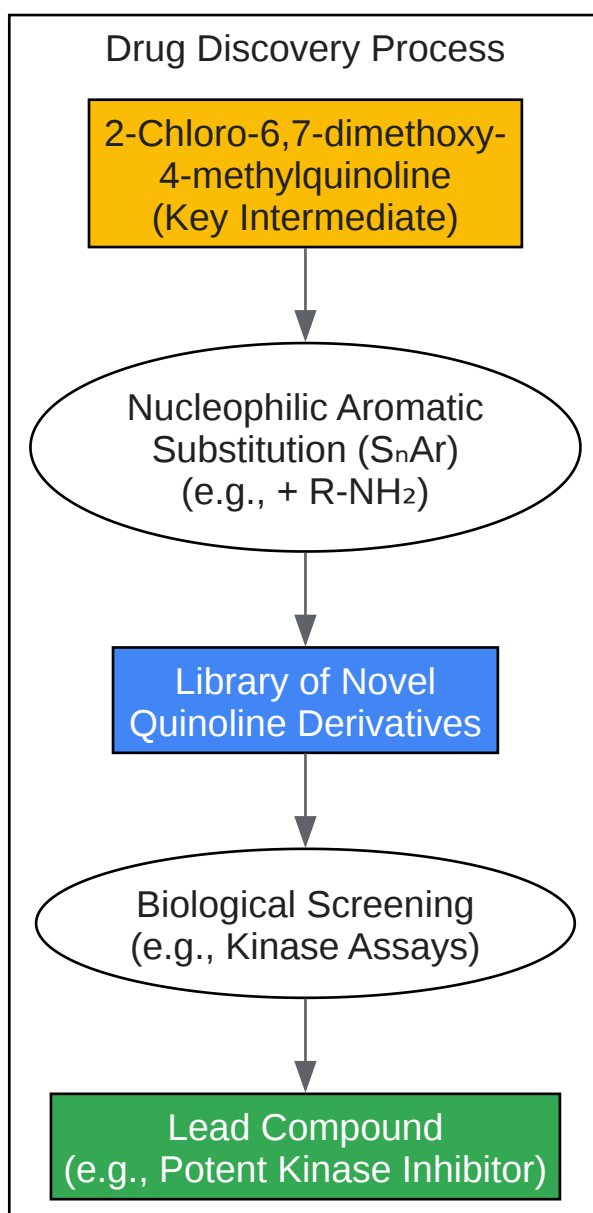 Drug Discovery Process
2-Chloro-6,7-dimethoxy-
4-methylquinoline
(Key Intermediate)
Nucleophilic Aromatic
Substitution (SₙAr)
(e.g., + R-NH₂)
Library of Novel
Quinoline Derivatives
Biological Screening
(e.g., Kinase Assays)
Lead Compound
(e.g., Potent Kinase Inhibitor)